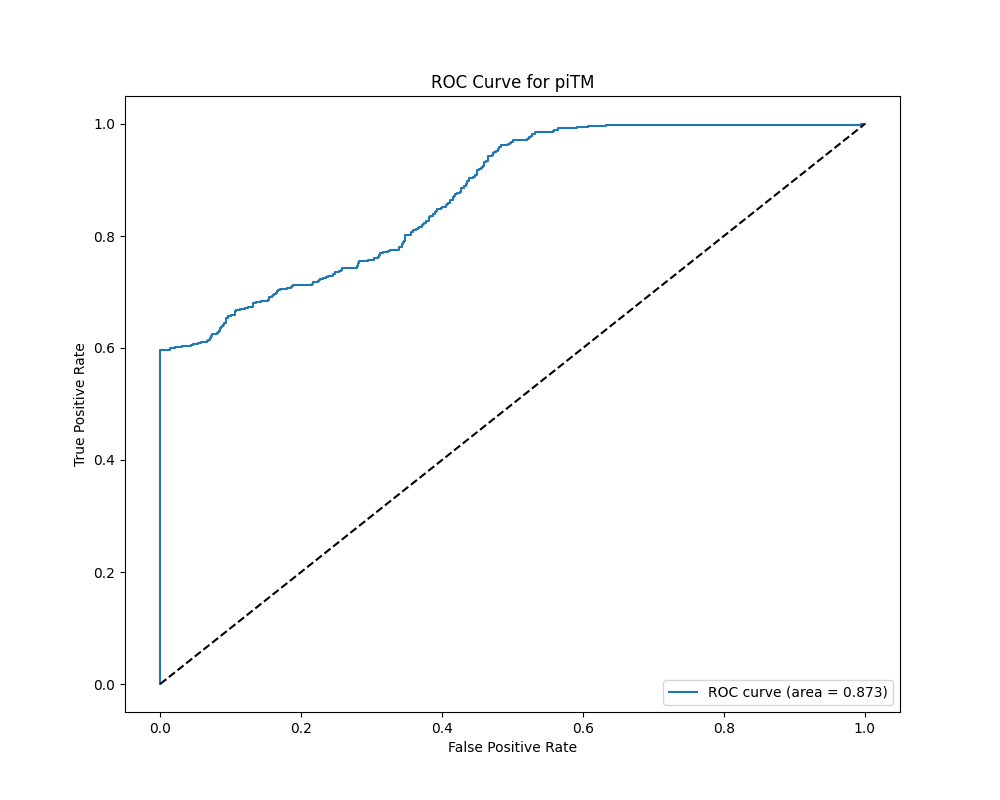 ROC Curve for piTM
1.0
0.8
0.6
0.4
0.2
0.0
True Positive Rate
0.0 0.2 0.4 0.6 0.8 1.0
False Positive Rate
ROC curve (area = 0.873)